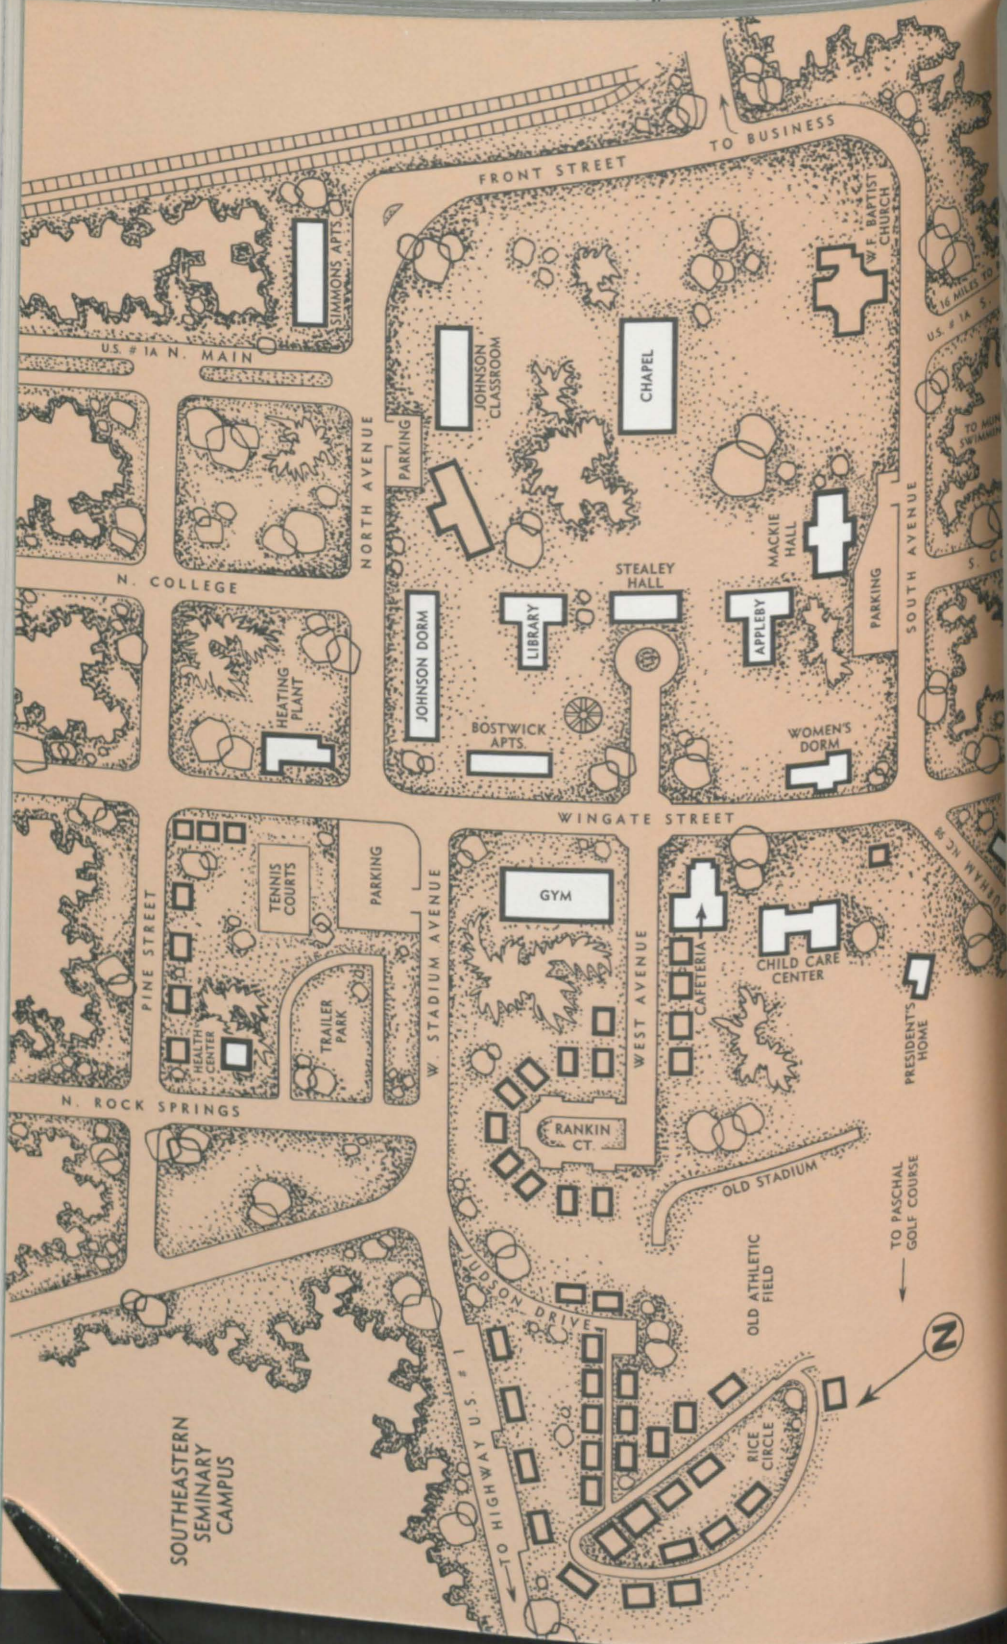 FRONT STREET
TO BUSINESS
W.F. BAPTIST
CHURCH
SIMMONS APTS.
16 MILES TO
U.S. # 1A S.
U.S. # 1A N. MAIN
JOHNSON
CLASSROOM
CHAPEL
NORTH AVENUE
PARKING
TO
SWIMMIN
N. COLLEGE
MACKIE
HALL
SOUTH AVENUE
S. C
STEALEY
HALL
JOHNSON DORM
LIBRARY
APPLEBY
PARKING
HEATING
PLANT
BOSTWICK
APTS.
WOMEN'S
DORM
WINGATE STREET
NC 98
PINE STREET
TENNIS
COURTS
PARKING
W. STADIUM AVENUE
GYM
WEST AVENUE
CAFETERIA
CHILD CARE
CENTER
PRESIDENT'S
HOME
HEALTH
CENTER
TRAILER
PARK
N. ROCK SPRINGS
RANKIN
CT.
OLD STADIUM
TO PASCHAL
GOLF COURSE
JUDSON DRIVE
OLD ATHLETIC
FIELD
N
SOUTHEASTERN
SEMINARY
CAMPUS
TO HIGHWAY U.S. # 1
RICE
CIRCLE